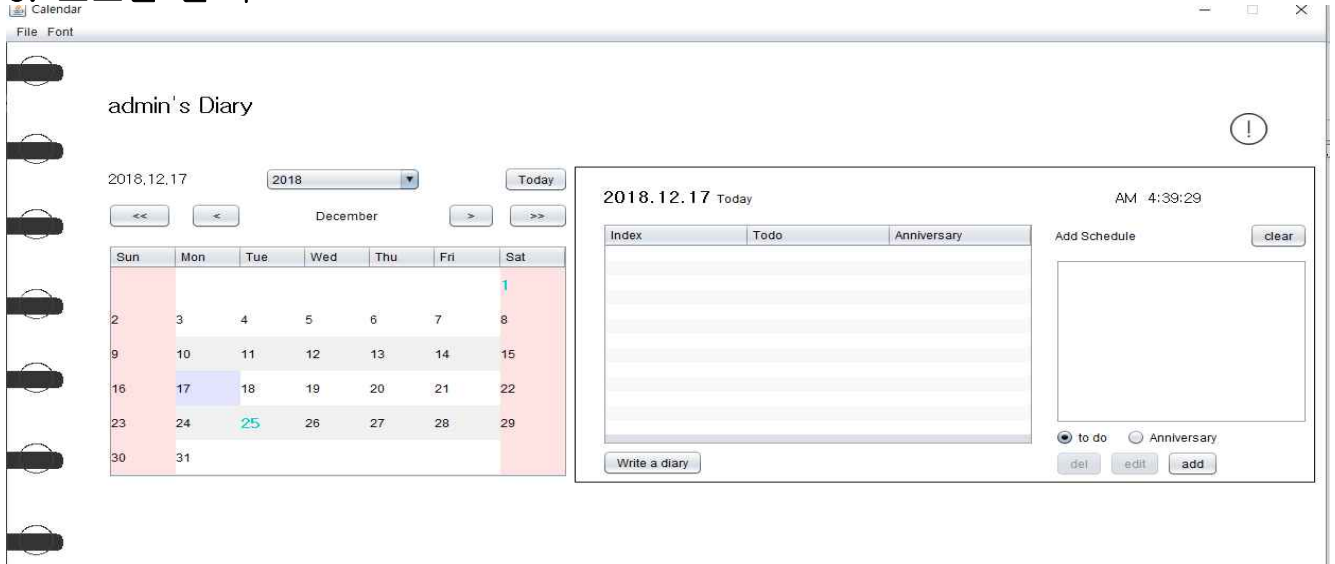 Calendar
File Font
admin's Diary
!
2018.12.17 2018 Today
<< < December > >>
Sun Mon Tue Wed Thu Fri Sat
1
2 3 4 5 6 7 8
9 10 11 12 13 14 15
16 17 18 19 20 21 22
23 24 25 26 27 28 29
30 31
2018.12.17 Today AM 4:39:29
Index Todo Anniversary
Write a diary
Add Schedule clear
to do Anniversary
del edit add